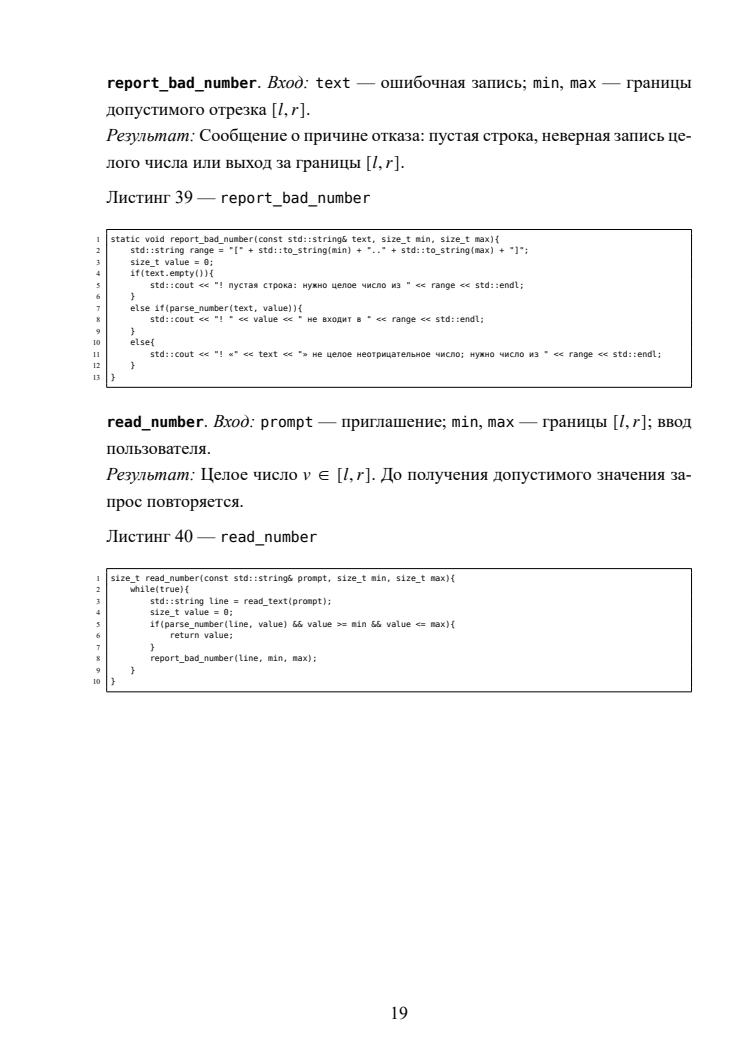 report_bad_number. Вход: text — ошибочная запись; min, max — границы
допустимого отрезка [l, r].
Результат: Сообщение о причине отказа: пустая строка, неверная запись це-
лого числа или выход за границы [l, r].
Листинг 39 — report_bad_number
1 static void report_bad_number(const std::string& text, size_t min, size_t max){
2     std::string range = "[" + std::to_string(min) + ".." + std::to_string(max) + "]";
3     size_t value = 0;
4     if(text.empty()){
5         std::cout << "! пустая строка: нужно целое число из " << range << std::endl;
6     }
7     else if(parse_number(text, value)){
8         std::cout << "! " << value << " не входит в " << range << std::endl;
9     }
10     else{
11         std::cout << "! «" << text << "» не целое неотрицательное число; нужно число из " << range << std::endl;
12     }
13 }
read_number. Вход: prompt — приглашение; min, max — границы [l, r]; ввод
пользователя.
Результат: Целое число v ∈ [l, r]. До получения допустимого значения за-
прос повторяется.
Листинг 40 — read_number
1 size_t read_number(const std::string& prompt, size_t min, size_t max){
2     while(true){
3         std::string line = read_text(prompt);
4         size_t value = 0;
5         if(parse_number(line, value) && value >= min && value <= max){
6             return value;
7         }
8         report_bad_number(line, min, max);
9     }
10 }
19